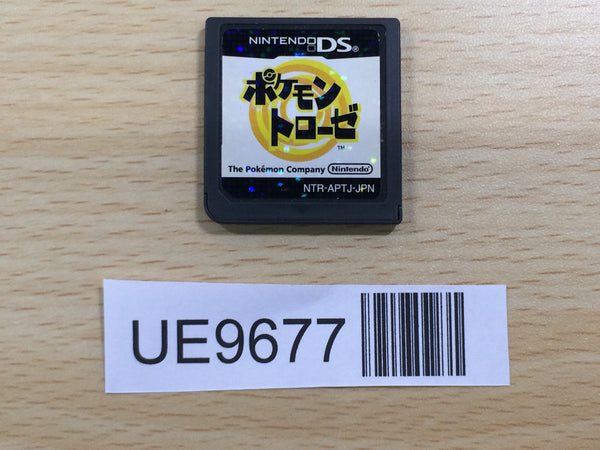 NINTENDO DS®
ポケモン
トローゼ
TM
The Pokémon Company Nintendo
NTR-APTJ-JPN
UE9677